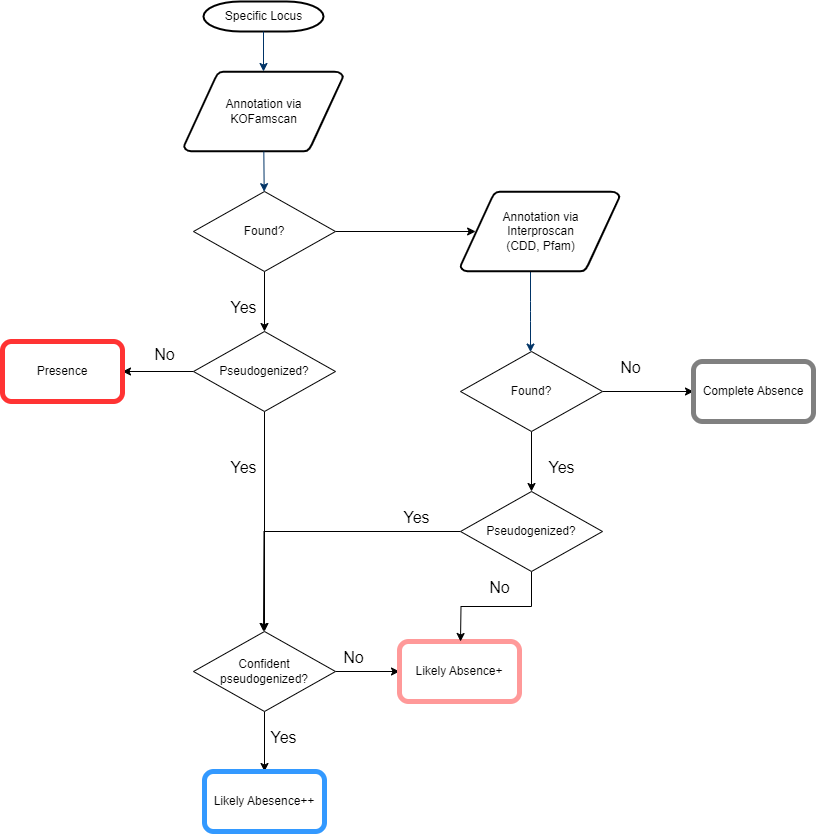 Specific Locus
Annotation via
KOFamscan
Found?
Annotation via
Interproscan
(CDD, Pfam)
Yes
No
Presence
Pseudogenized?
Found?
No
Complete Absence
Yes
Yes
Yes
Pseudogenized?
No
Confident
pseudogenized?
No
Likely Absence+
Yes
Likely Abesence++